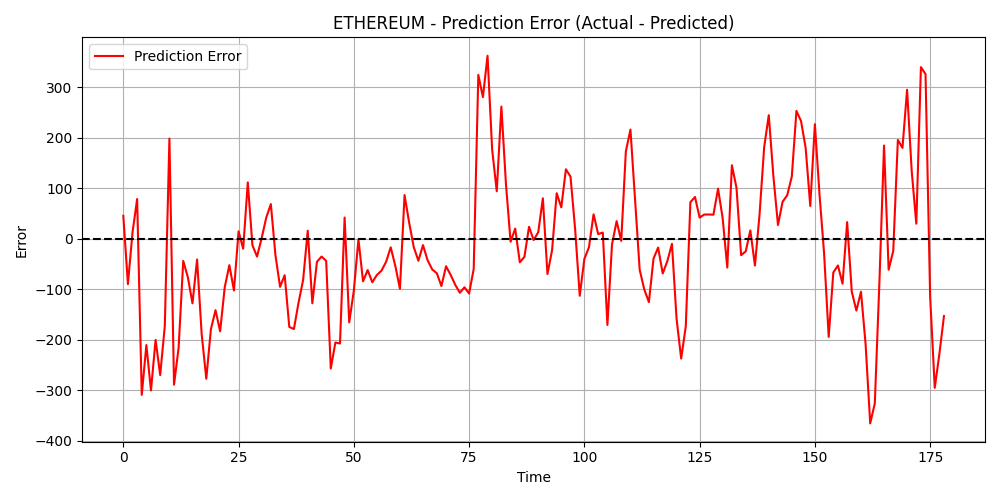 ETHEREUM - Prediction Error (Actual - Predicted)
Prediction Error
300
200
100
0
−100
−200
−300
−400
Error
0 25 50 75 100 125 150 175
Time